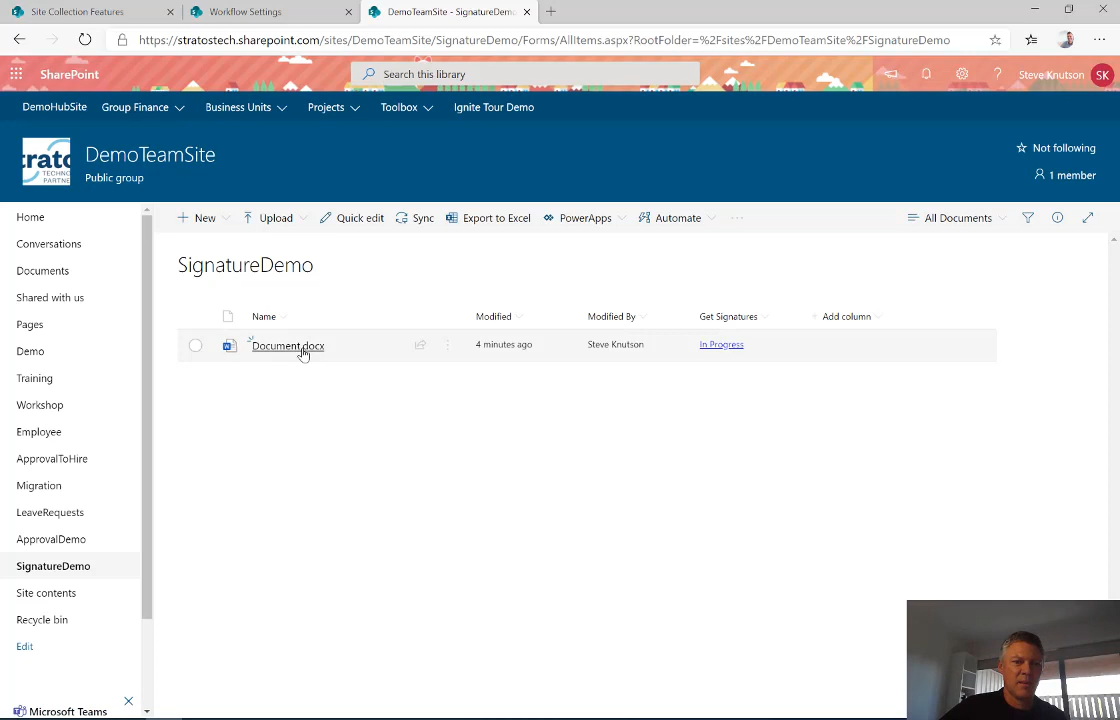 Site Collection Features
Workflow Settings
DemoTeamSite - SignatureDemo
https://stratostech.sharepoint.com/sites/DemoTeamSite/SignatureDemo/Forms/AllItems.aspx?RootFolder=%2Fsites%2FDemoTeamSite%2FSignatureDemo
SharePoint
Search this library
Steve Knutson
SK
DemoHubSite
Group Finance
Business Units
Projects
Toolbox
Ignite Tour Demo
DemoTeamSite
Public group
Not following
1 member
New
Upload
Quick edit
Sync
Export to Excel
PowerApps
Automate
All Documents
Home
Conversations
Documents
Shared with us
Pages
Demo
Training
Workshop
Employee
ApprovalToHire
Migration
LeaveRequests
ApprovalDemo
SignatureDemo
Site contents
Recycle bin
Edit
Microsoft Teams
SignatureDemo
Name
Modified
Modified By
Get Signatures
Add column
Document.docx
4 minutes ago
Steve Knutson
In Progress